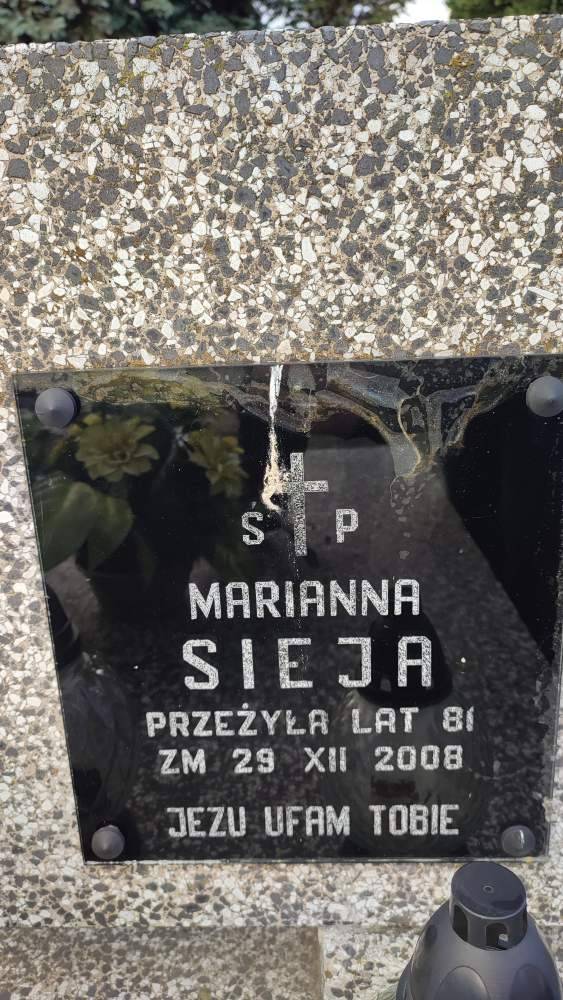 Ś P
MARIANNA
SIEJA
PRZEŻYŁA LAT 81
ZM 29 XII 2008
JEZU UFAM TOBIE